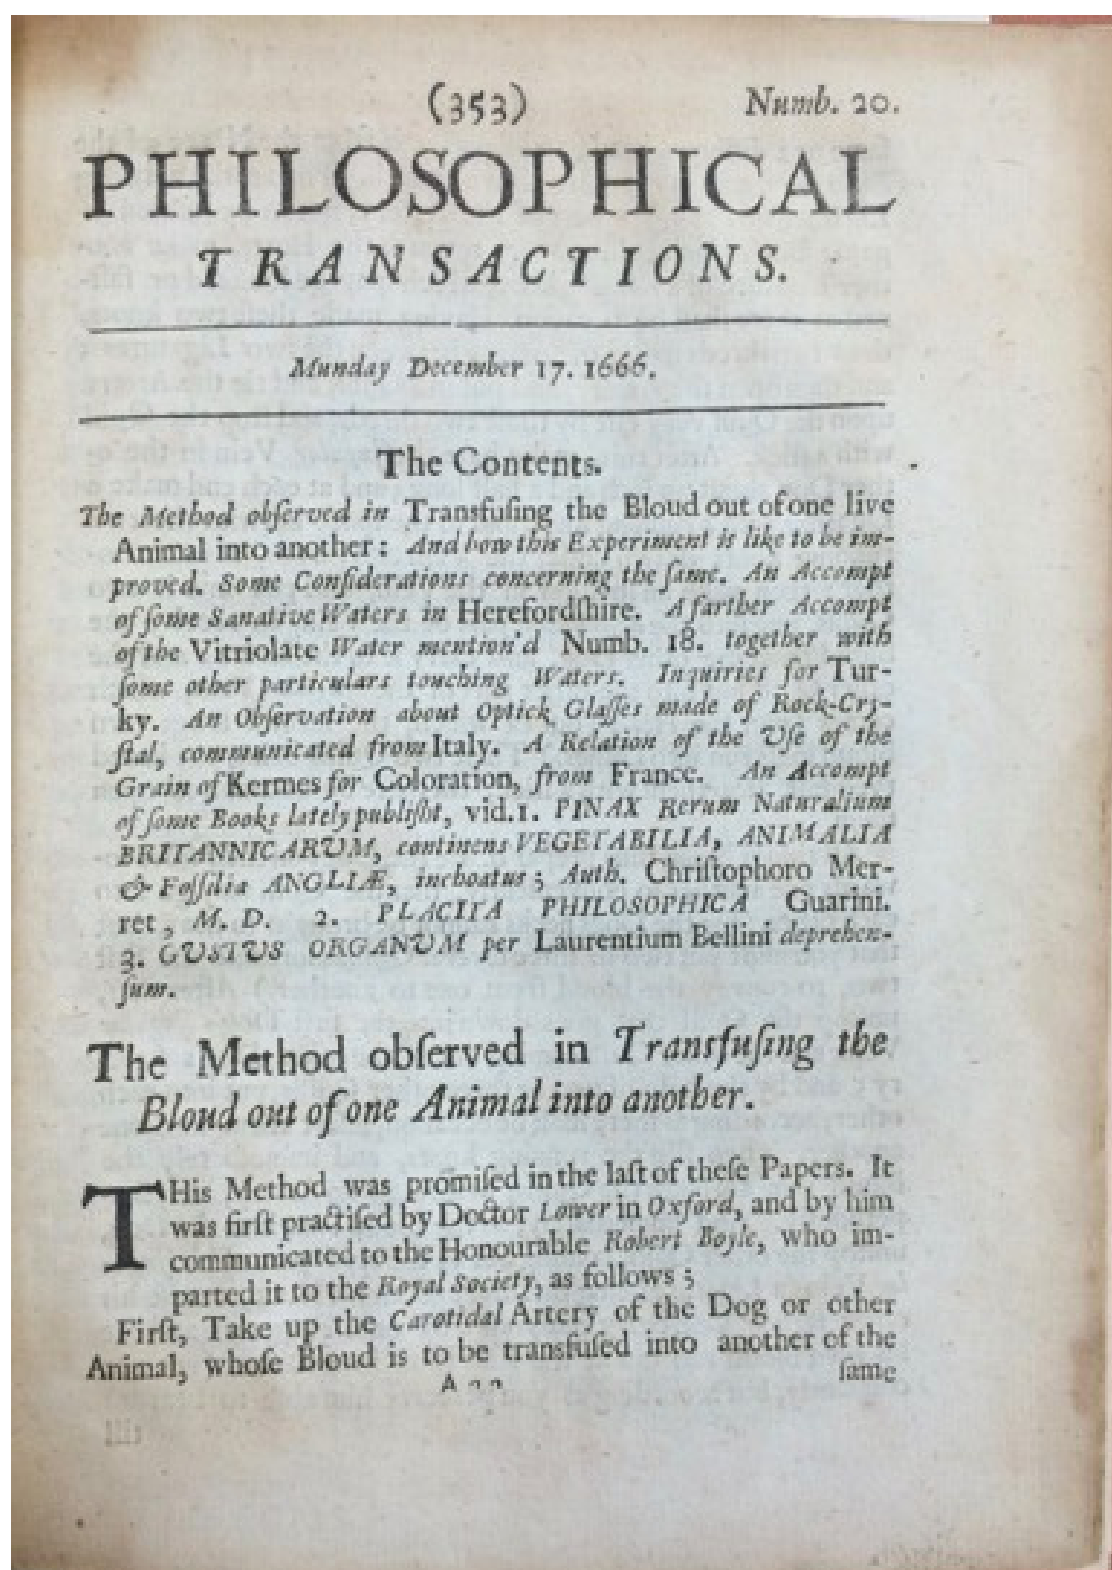 (353) Numb. 20.
PHILOSOPHICAL
TRANSACTIONS.
Munday December 17. 1666.
The Contents.
The Method obſerved in Transfuſing the Bloud out of one live
Animal into another: And how this Experiment is like to be im-
proved. Some Conſiderations concerning the ſame. An Accompt
of ſome Sanative Waters in Herefordſhire. A farther Accompt
of the Vitriolate Water mention'd Numb. 18. together with
ſome other particulars touching Waters. Inquiries for Tur-
ky. An Obſervation about Optick Glaſſes made of Rock-Cry-
ſtal, communicated from Italy. A Relation of the Uſe of the
Grain of Kermes for Coloration, from France. An Accompt
of ſome Books lately publiſht, vid. 1. PINAX Rerum Naturalium
BRITANNICARUM, continens VEGETABILIA, ANIMALIA
& Foſſilia ANGLIÆ, inchoatus; Auth. Chriſtophoro Mer-
ret, M. D. 2. PLACITA PHILOSOPHICA Guarini.
3. GUSTUS ORGANUM per Laurentium Bellini deprehen-
ſum.
The Method obſerved in Transfuſing the
Bloud out of one Animal into another.
THis Method was promiſed in the laſt of theſe Papers. It
was firſt practiſed by Doctor Lower in Oxford, and by him
communicated to the Honourable Robert Boyle, who im-
parted it to the Royal Society, as follows;
Firſt, Take up the Carotidal Artery of the Dog or other
Animal, whoſe Bloud is to be transfuſed into another of the
ſame